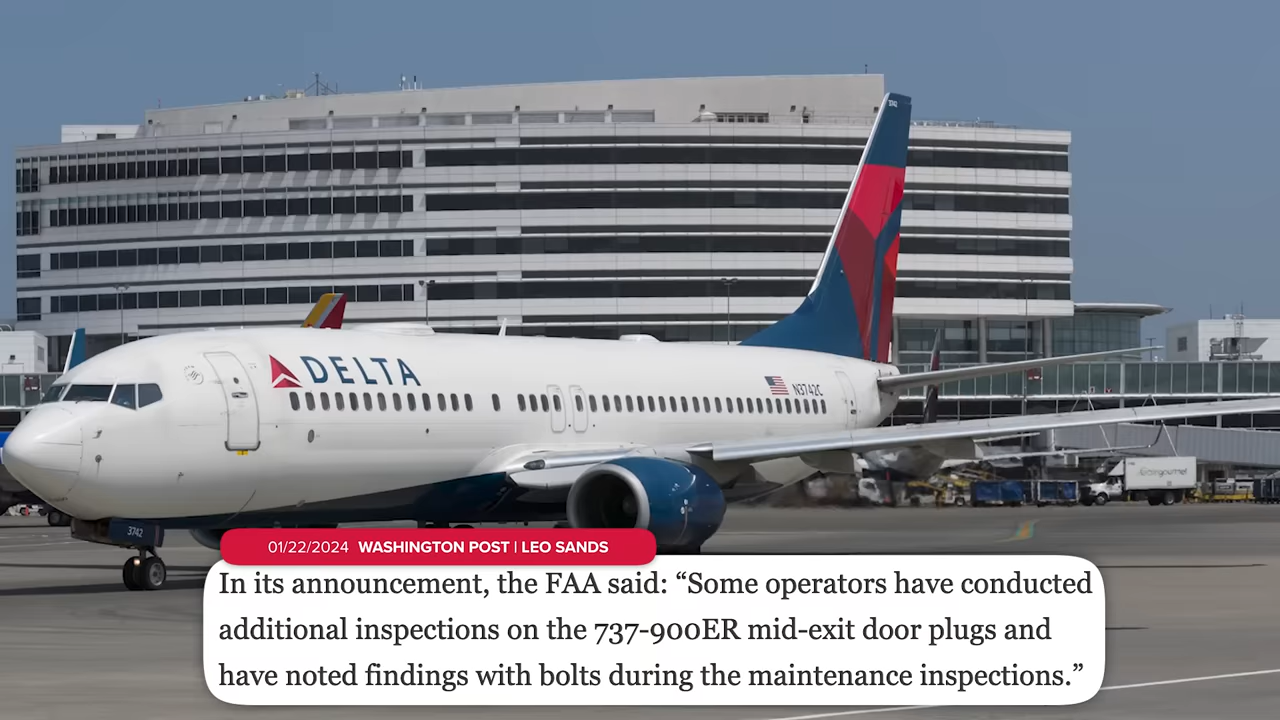 3742
DELTA
N3742C
gategourmet
3742
01/22/2024 WASHINGTON POST | LEO SANDS
In its announcement, the FAA said: “Some operators have conducted
additional inspections on the 737-900ER mid-exit door plugs and
have noted findings with bolts during the maintenance inspections.”